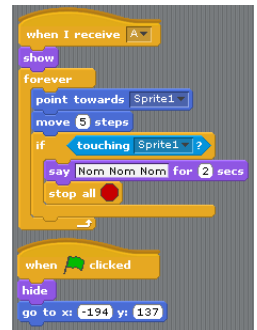 when I receive A
show
forever
point towards Sprite1
move 5 steps
if touching Sprite1 ?
say Nom Nom Nom for 2 secs
stop all
when clicked
hide
go to x: -194 y: 137